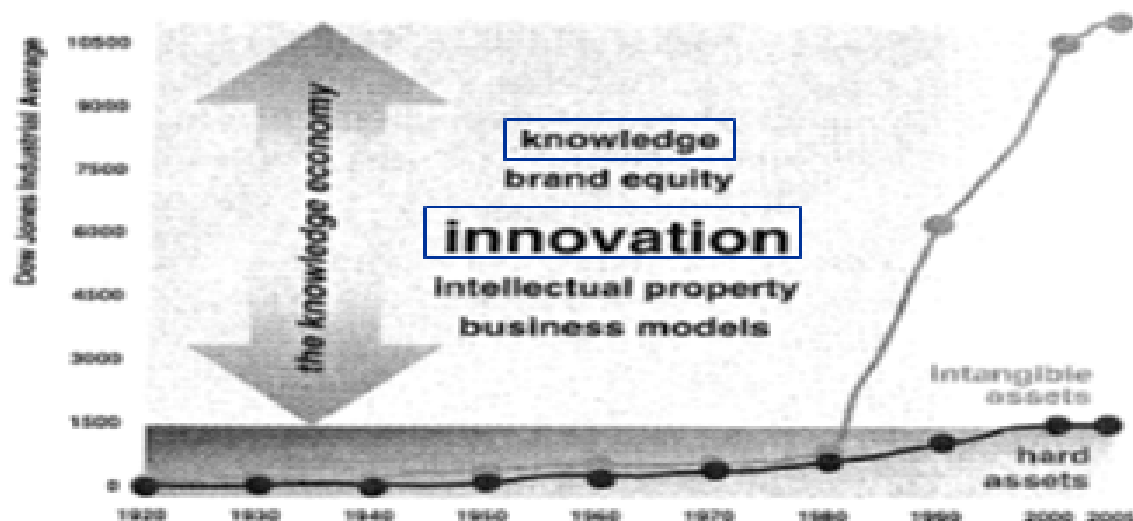 Dow Jones Industrial Average
10500
9000
7500
6000
4500
3000
1500
0
the knowledge economy
knowledge
brand equity
innovation
intellectual property
business models
intangible
assets
hard
assets
1920 1930 1940 1950 1960 1970 1980 1990 2000